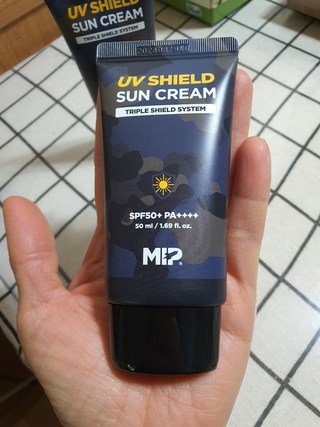 UV SHIELD
SUN CREAM
TRIPLE SHIELD SYSTEM
UV SHIELD
SUN CREAM
TRIPLE SHIELD SYSTEM
SPF50+ PA++++
50 ml / 1.69 fl. oz.
MIP